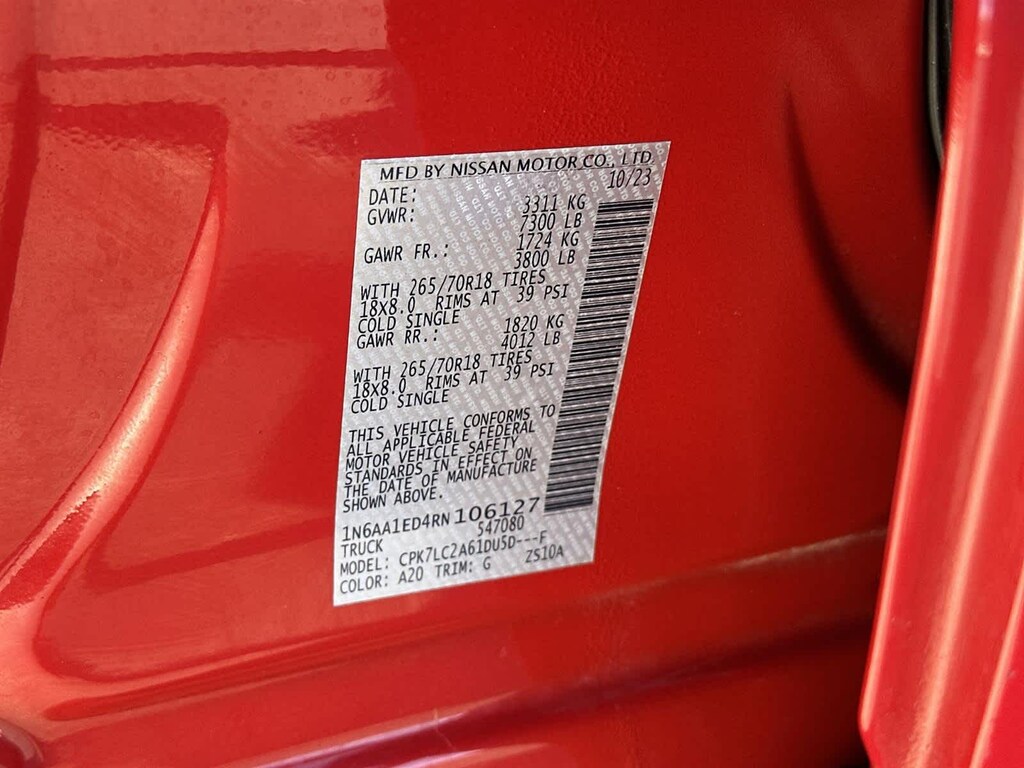 MFD BY NISSAN MOTOR CO., LTD.
DATE: 10/23
GVWR: 3311 KG
7300 LB
GAWR FR.: 1724 KG
3800 LB
WITH 265/70R18 TIRES
18X8.0 RIMS AT 39 PSI
COLD SINGLE
GAWR RR.: 1820 KG
4012 LB
WITH 265/70R18 TIRES
18X8.0 RIMS AT 39 PSI
COLD SINGLE
THIS VEHICLE CONFORMS TO
ALL APPLICABLE FEDERAL
MOTOR VEHICLE SAFETY
STANDARDS IN EFFECT ON
THE DATE OF MANUFACTURE
SHOWN ABOVE.
1N6AA1ED4RN106127
TRUCK 547080
MODEL: CPK7LC2A61DU5D---F
COLOR: A20 TRIM: G ZS10A